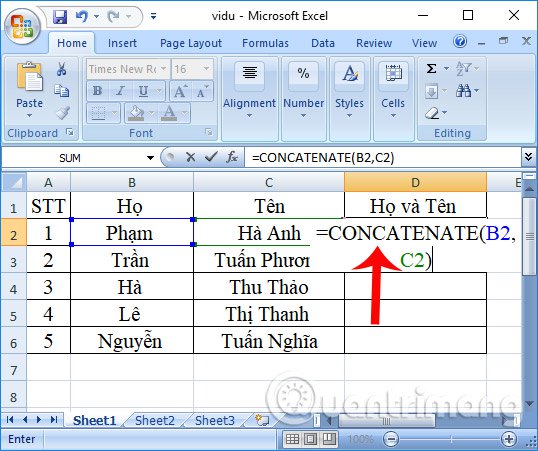 vidu - Microsoft Excel
Home Insert Page Layout Formulas Data Review View
Paste
Times New Ro 16
B I U
A A
Alignment
%
Number
Styles
Cells
Σ
Clipboard Font Editing
SUM fx =CONCATENATE(B2,C2)
A B C D E
1 STT Họ Tên Họ và Tên
2 1 Phạm Hà Anh =CONCATENATE(B2,
3 2 Trần Tuấn Phươn C2)
4 3 Hà Thu Thảo
5 4 Lê Thị Thanh
6 5 Nguyễn Tuấn Nghĩa
7
8
Quantrimang
Sheet1 Sheet2 Sheet3
Enter 100%